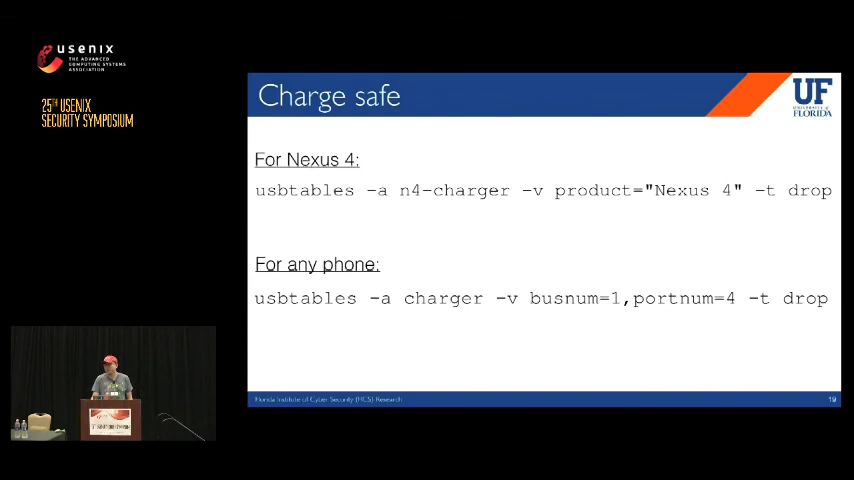 usenix
THE ADVANCED
COMPUTING SYSTEMS
ASSOCIATION
25TH USENIX
SECURITY SYMPOSIUM
Charge safe
UF
UNIVERSITY of
FLORIDA
For Nexus 4:
usbtables -a n4-charger -v product="Nexus 4" -t drop
For any phone:
usbtables -a charger -v busnum=1,portnum=4 -t drop
Florida Institute of Cyber Security (FICS) Research
19